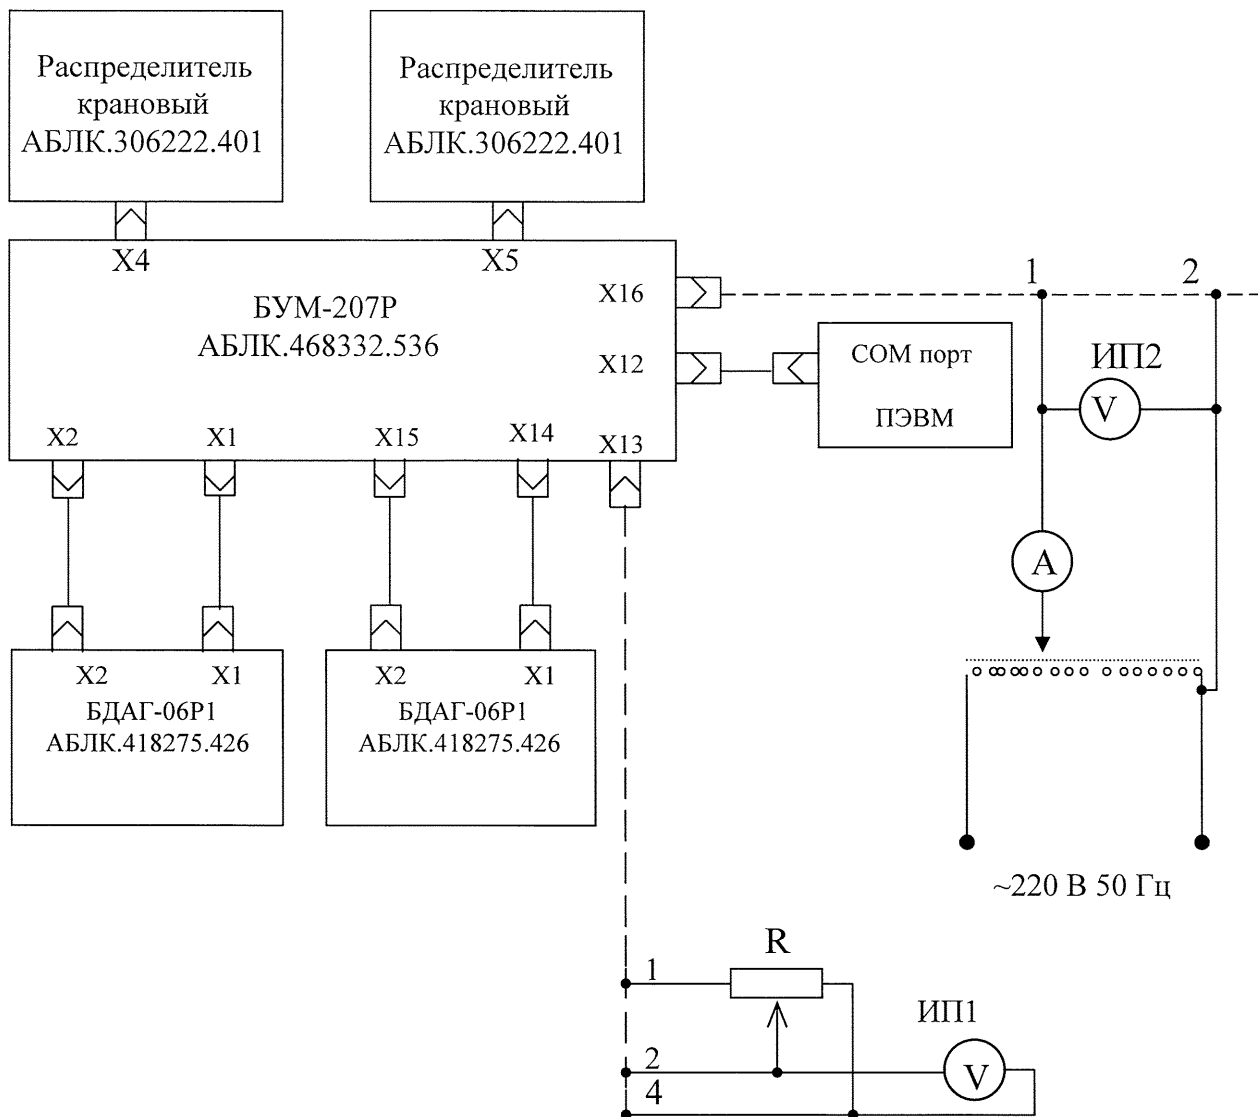 Распределитель
крановый
АБЛК.306222.401
Распределитель
крановый
АБЛК.306222.401
X4
X5
БУМ-207Р
АБЛК.468332.536
X16
X12
X2
X1
X15
X14
X13
1
2
СОМ порт
ПЭВМ
ИП2
V
A
X2
X1
БДАГ-06Р1
АБЛК.418275.426
X2
X1
БДАГ-06Р1
АБЛК.418275.426
~220 В 50 Гц
R
1
ИП1
2
V
4